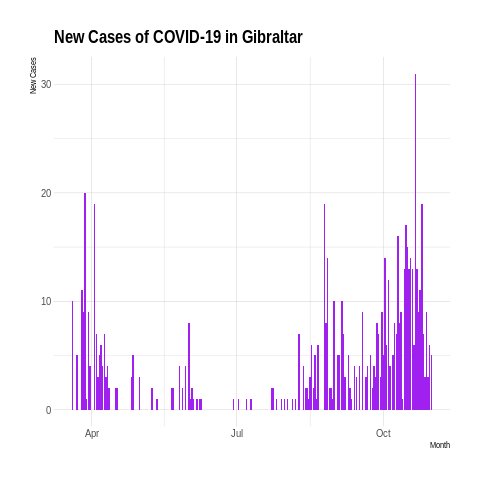 New Cases of COVID-19 in Gibraltar
New Cases
30
20
10
0
Apr
Jul
Oct
Month